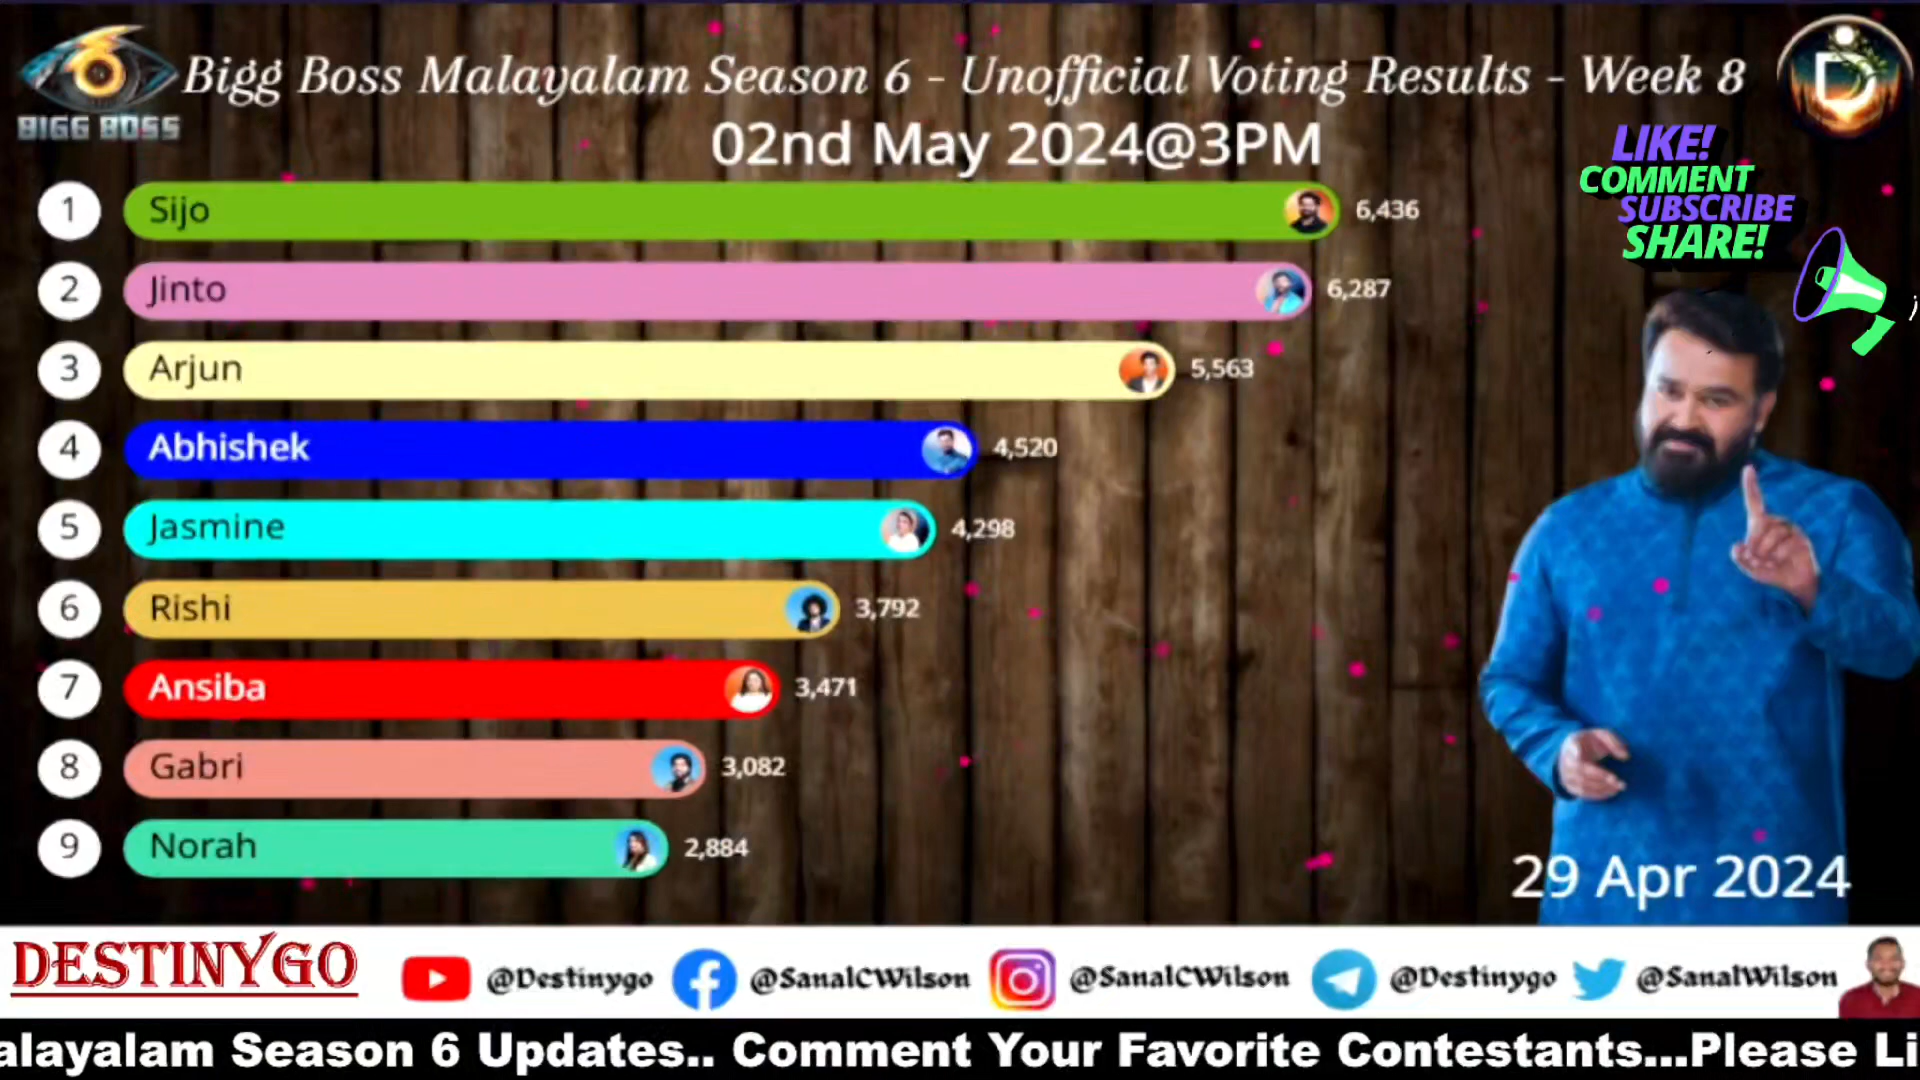 Bigg Boss Malayalam Season 6 - Unofficial Voting Results - Week 8
BIGG BOSS
D
02nd May 2024@3PM
LIKE!
COMMENT
SUBSCRIBE
SHARE!
1 Sijo 6,436
2 Jinto 6,287
3 Arjun 5,563
4 Abhishek 4,520
5 Jasmine 4,298
6 Rishi 3,792
7 Ansiba 3,471
8 Gabri 3,082
9 Norah 2,884
29 Apr 2024
DESTINYGO @Destinygo @SanalCWilson @SanalCWilson @Destinygo @SanalWilson
alayalam Season 6 Updates.. Comment Your Favorite Contestants...Please Li